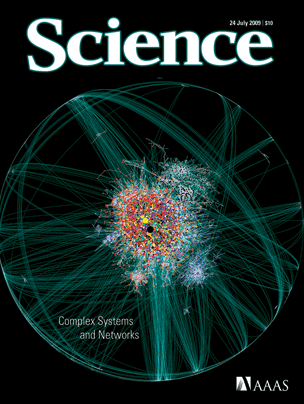 24 July 2009 | $10
Science
Complex Systems
and Networks
AAAS